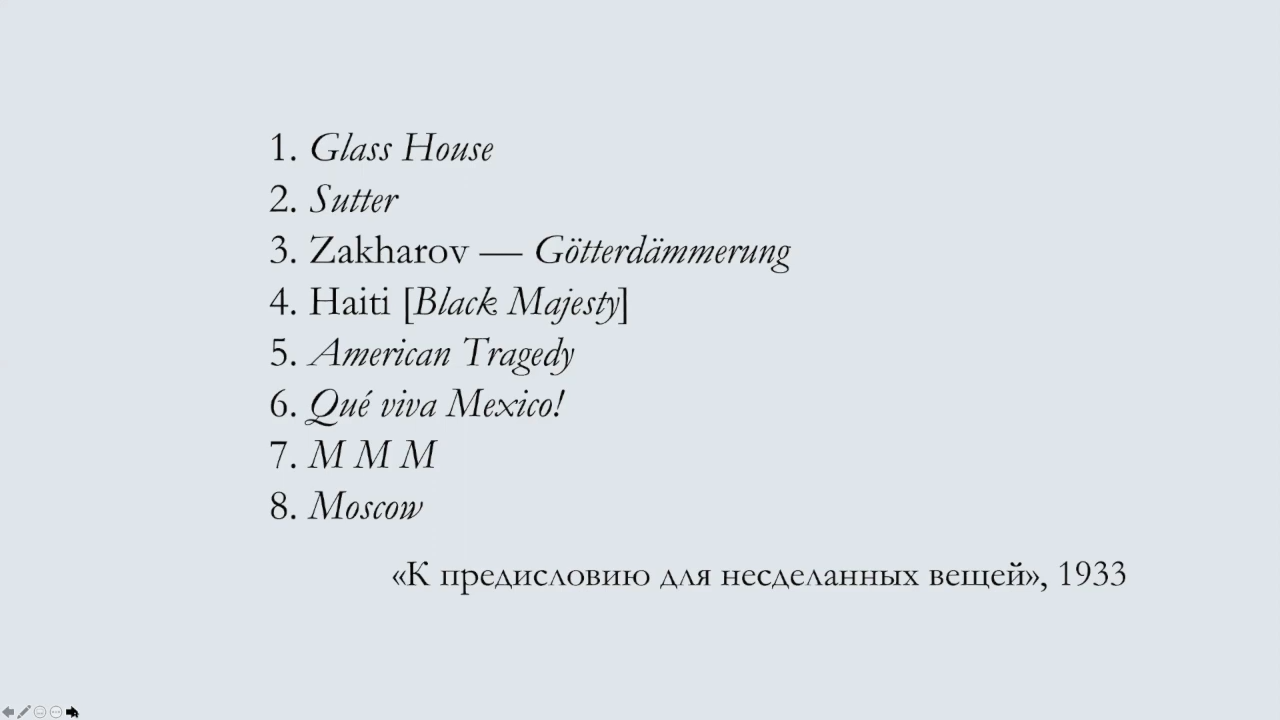 1. Glass House
2. Sutter
3. Zakharov — Götterdämmerung
4. Haiti [Black Majesty]
5. American Tragedy
6. Qué viva Mexico!
7. M M M
8. Moscow
«К предисловию для несделанных вещей», 1933